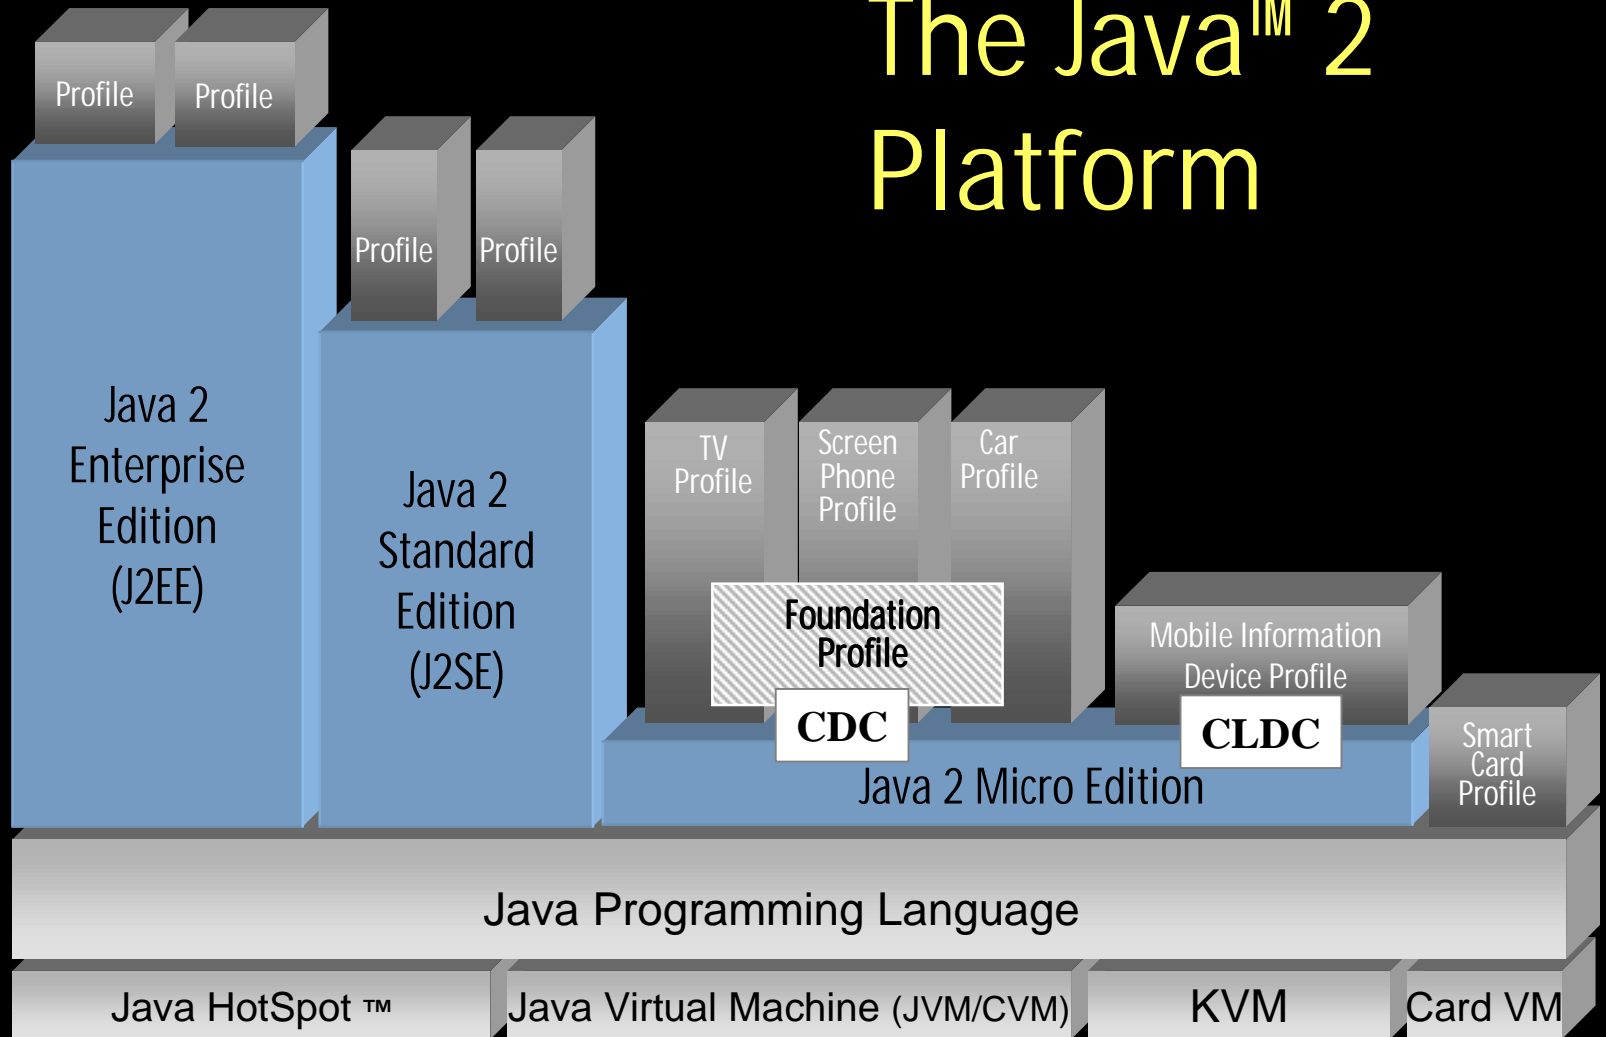 The Java™ 2
Platform
Profile
Profile
Profile
Profile
Java 2
Enterprise
Edition
(J2EE)
Java 2
Standard
Edition
(J2SE)
TV
Profile
Screen
Phone
Profile
Car
Profile
Foundation
Profile
CDC
Mobile Information
Device Profile
CLDC
Java 2 Micro Edition
Smart
Card
Profile
Java Programming Language
Java HotSpot ™
Java Virtual Machine (JVM/CVM)
KVM
Card VM